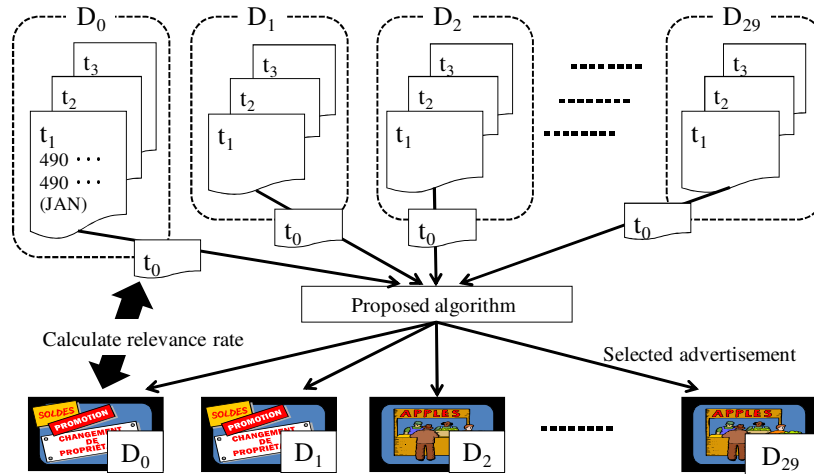 D0 D1 D2 D29
t3 t3 t3 t3
t2 t2 t2 t2
t1 t1 t1 t1
490 ･･･
490 ･･･
(JAN)
t0 t0 t0 t0
Proposed algorithm
Calculate relevance rate
Selected advertisement
SOLDES
PROMOTION
CHANGEMENT
DE
PROPRIÉTA
D0
SOLDES
PROMOTION
CHANGEMENT
DE
PROPRIÉT
D1
APPLES
D2
APPLES
D29